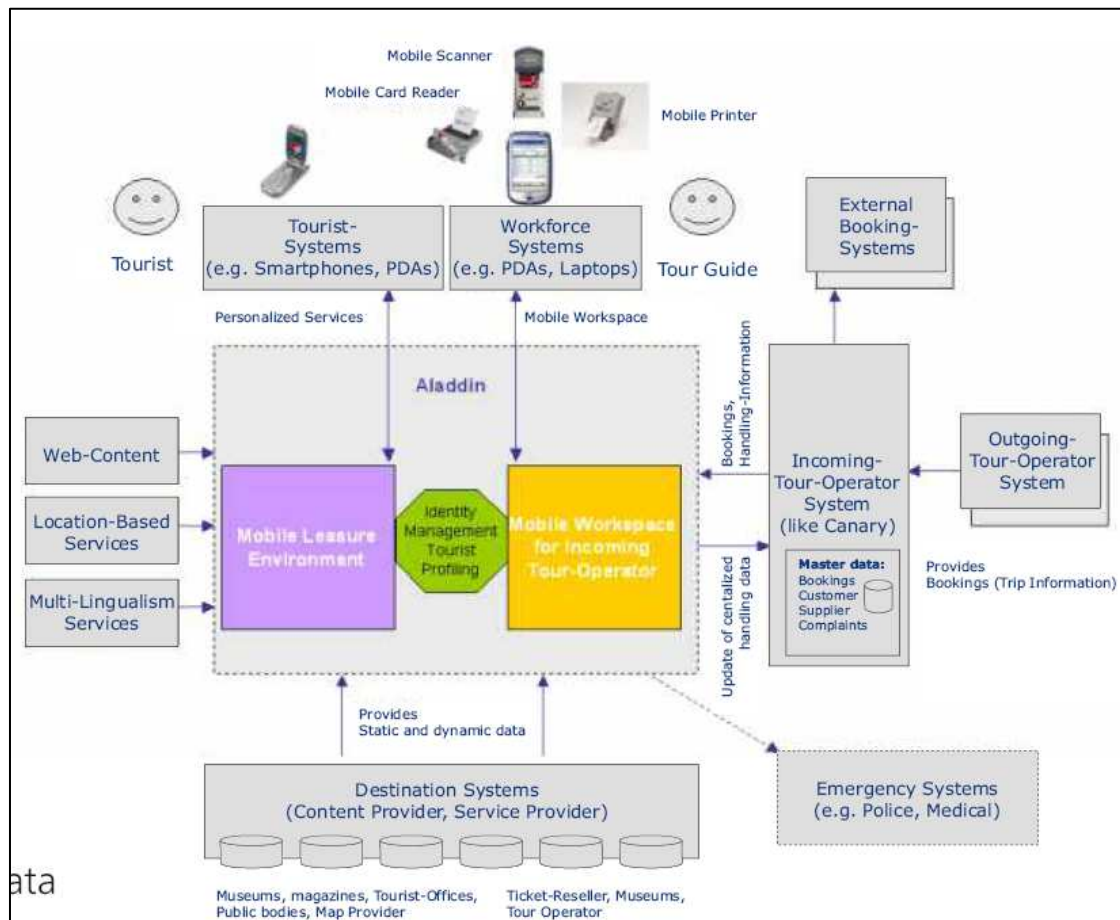 Mobile Scanner
Mobile Card Reader
Mobile Printer
Tourist
Tourist-
Systems
(e.g. Smartphones, PDAs)
Workforce
Systems
(e.g. PDAs, Laptops)
Tour Guide
External
Booking-
Systems
Personalized Services
Mobile Workspace
Aladdin
Bookings,
Handling-Information
Web-Content
Location-Based
Services
Multi-Lingualism
Services
Mobile Leasure
Environment
Identity
Management
Tourist
Profiling
Mobile Workspace
for Incoming
Tour-Operator
Incoming-
Tour-Operator
System
(like Canary)
Outgoing-
Tour-Operator
System
Master data:
Bookings
Customer
Supplier
Complaints
Provides
Bookings (Trip Information)
Update of centalized
handling data
Provides
Static and dynamic data
Destination Systems
(Content Provider, Service Provider)
Emergency Systems
(e.g. Police, Medical)
Museums, magazines, Tourist-Offices,
Public bodies, Map Provider
Ticket-Reseller, Museums,
Tour Operator
ata